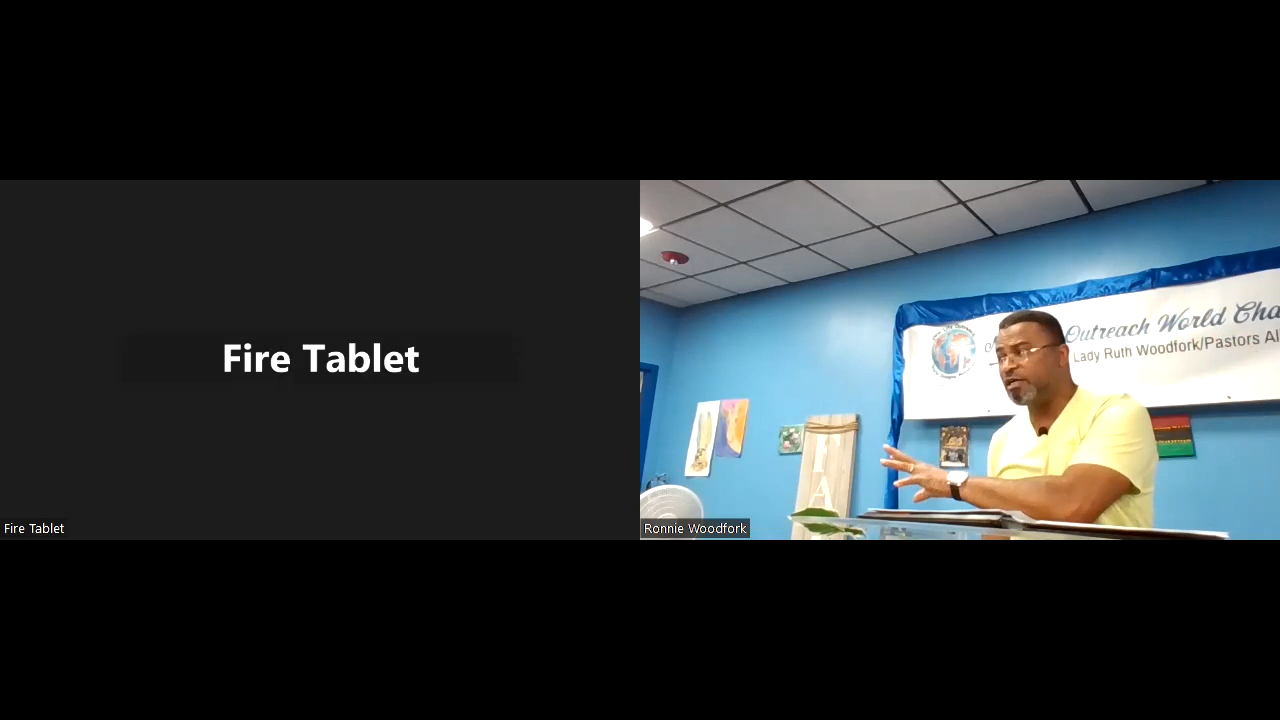 Fire Tablet
Fire Tablet
Outreach World Cha
Lady Ruth Woodfork/Pastors Al
A
Ronnie Woodfork